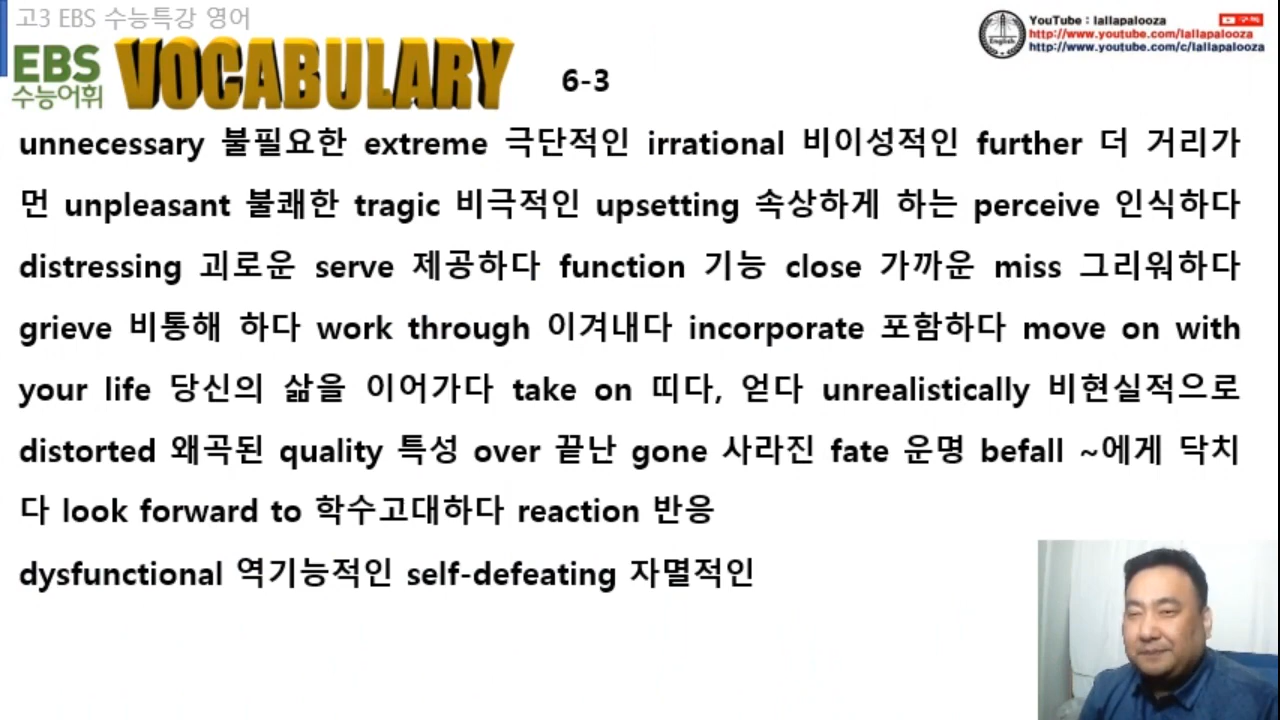 고3 EBS 수능특강 영어
EBS
수능어휘
VOCABULARY
6-3
YouTube : lallapalooza
구독
http://www.youtube.com/lallapalooza
http://www.youtube.com/c/lallapalooza
English
unnecessary 불필요한 extreme 극단적인 irrational 비이성적인 further 더 거리가
먼 unpleasant 불쾌한 tragic 비극적인 upsetting 속상하게 하는 perceive 인식하다
distressing 괴로운 serve 제공하다 function 기능 close 가까운 miss 그리워하다
grieve 비통해 하다 work through 이겨내다 incorporate 포함하다 move on with
your life 당신의 삶을 이어가다 take on 띠다, 얻다 unrealistically 비현실적으로
distorted 왜곡된 quality 특성 over 끝난 gone 사라진 fate 운명 befall ~에게 닥치
다 look forward to 학수고대하다 reaction 반응
dysfunctional 역기능적인 self-defeating 자멸적인